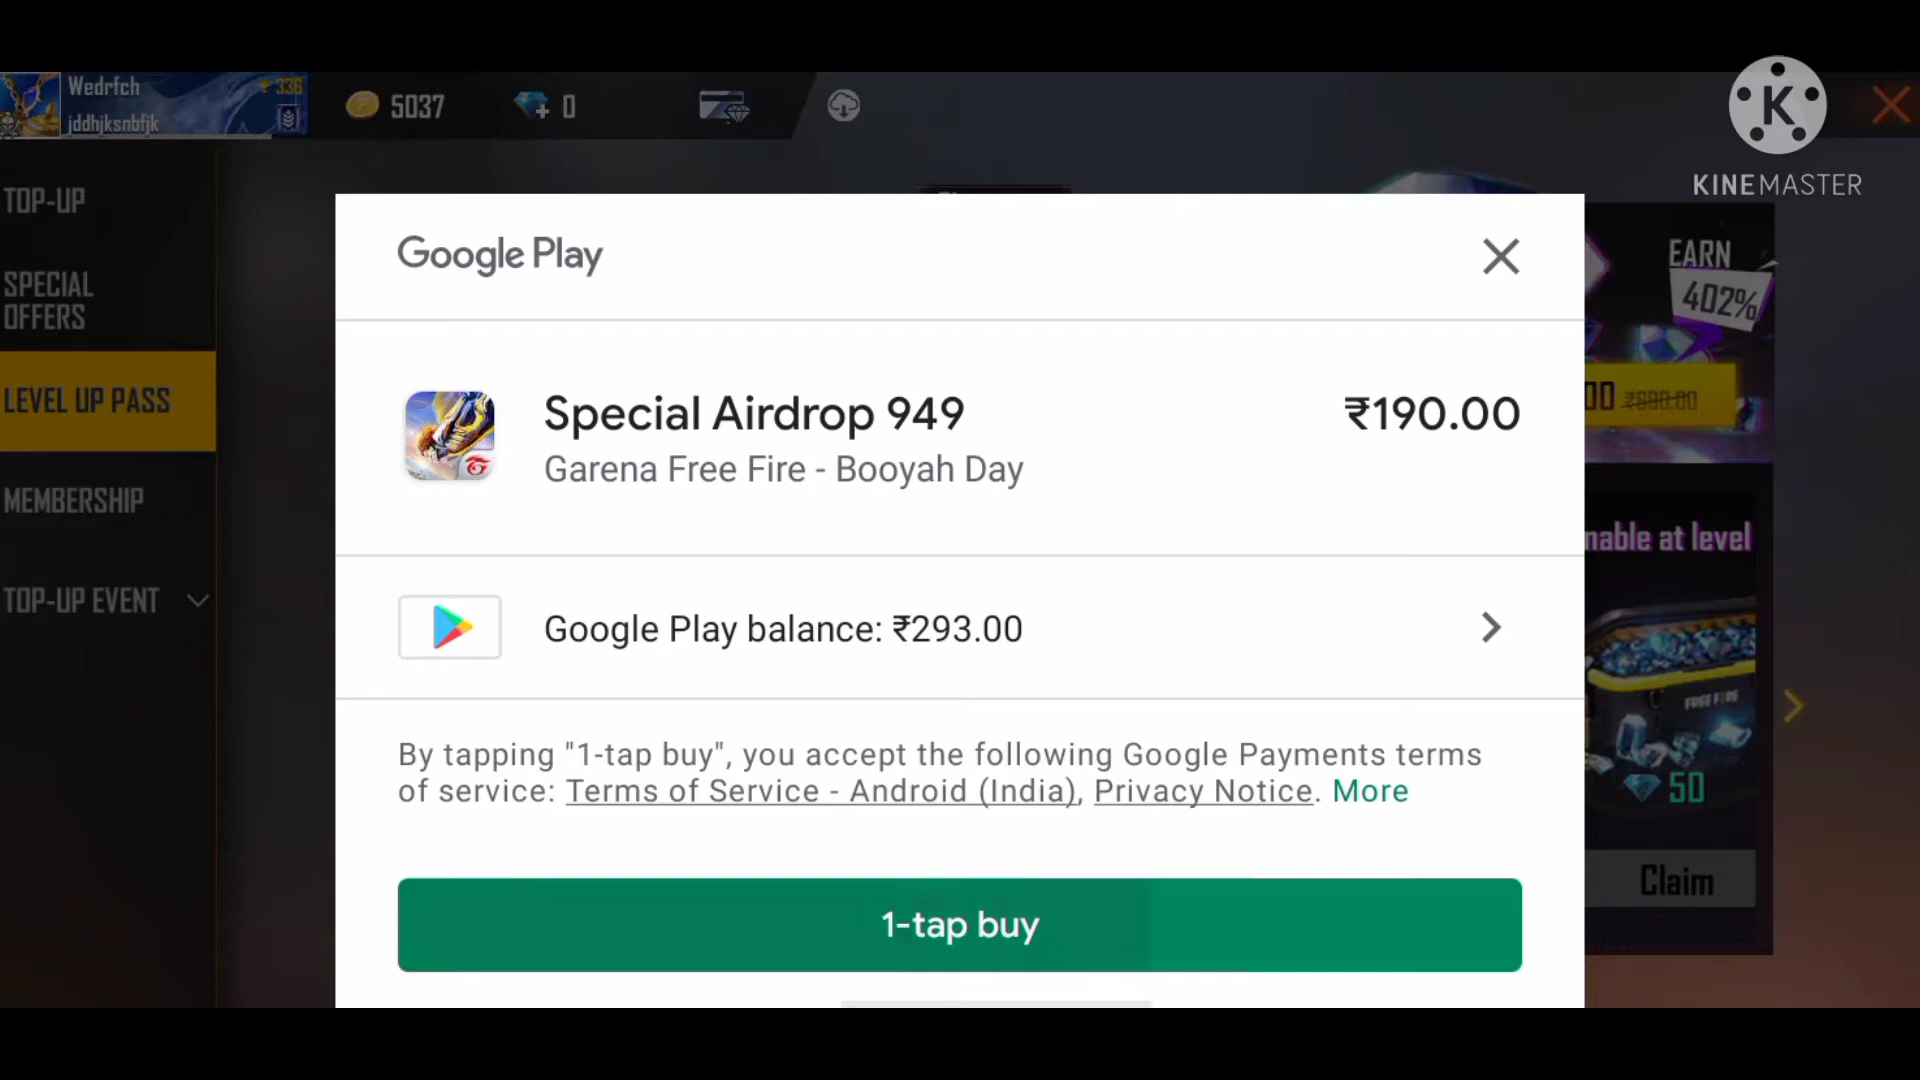 Wedrfch
336
jddhjksnbfjk
5037
0
K
KINEMASTER
TOP-UP
SPECIAL
OFFERS
LEVEL UP PASS
MEMBERSHIP
TOP-UP EVENT
Google Play
Special Airdrop 949
₹190.00
Garena Free Fire - Booyah Day
Google Play balance: ₹293.00
By tapping "1-tap buy", you accept the following Google Payments terms
of service: Terms of Service - Android (India), Privacy Notice. More
1-tap buy
EARN
402%
nable at level
FREE FIRE
50
Claim